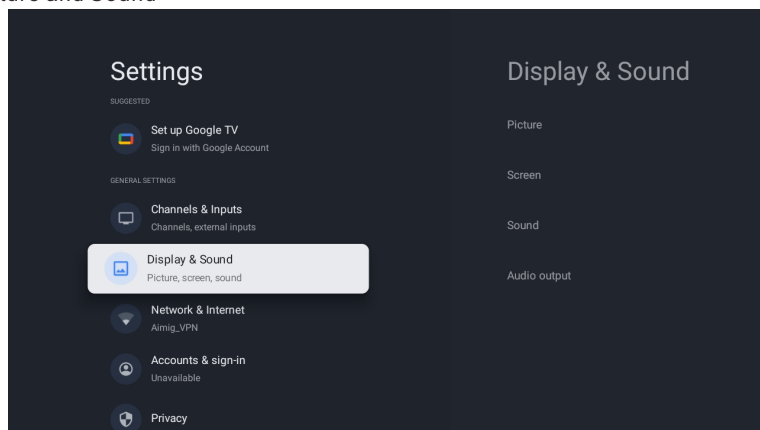 Settings
SUGGESTED
Set up Google TV
Sign in with Google Account
GENERAL SETTINGS
Channels & Inputs
Channels, external inputs
Display & Sound
Picture, screen, sound
Network & Internet
Aimig_VPN
Accounts & sign-in
Unavailable
Privacy
Display & Sound
Picture
Screen
Sound
Audio output